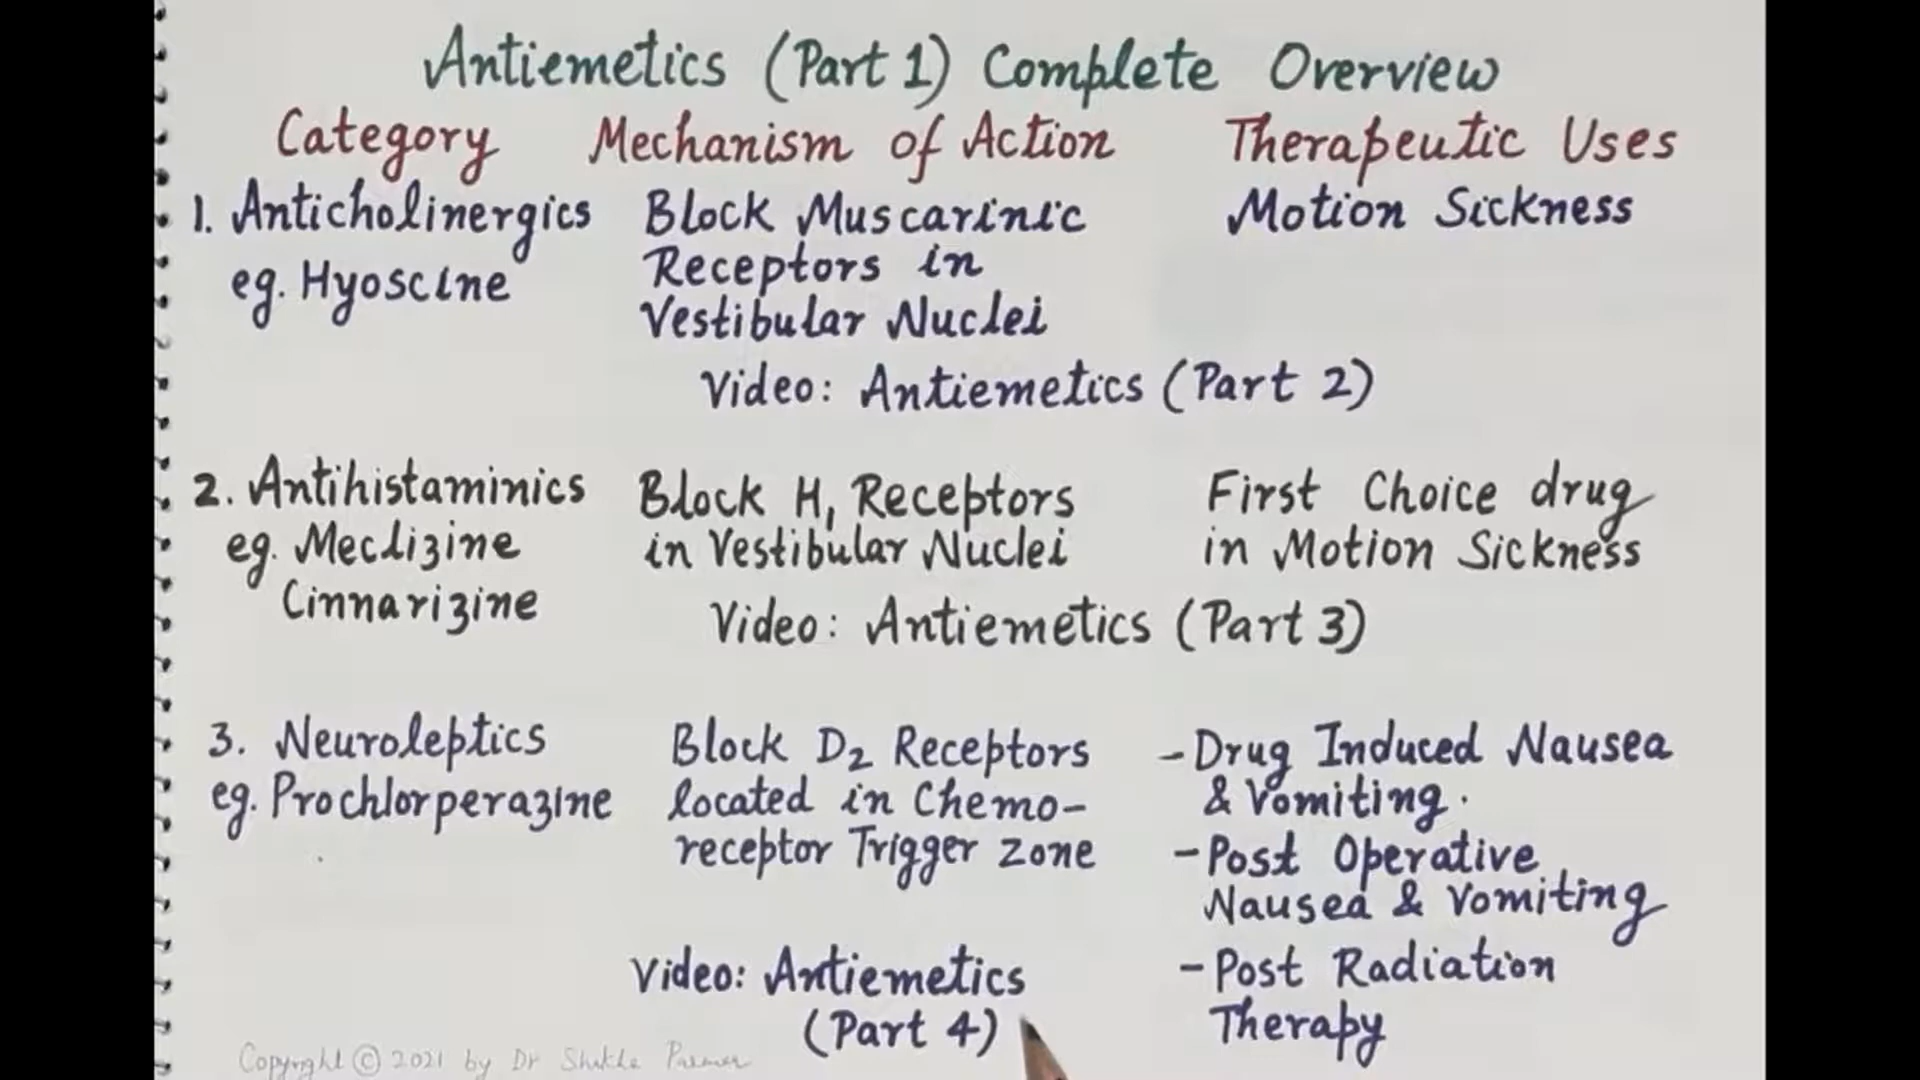 Antiemetics (Part 1) Complete Overview
Category Mechanism of Action Therapeutic Uses
1. Anticholinergics Block Muscarinic Motion Sickness
eg. Hyoscine Receptors in
Vestibular Nuclei
Video: Antiemetics (Part 2)
2. Antihistaminics Block H1 Receptors First Choice drug
eg. Meclizine in Vestibular Nuclei in Motion Sickness
Cinnarizine
Video: Antiemetics (Part 3)
3. Neuroleptics Block D2 Receptors - Drug Induced Nausea
eg. Prochlorperazine located in Chemo- & Vomiting.
receptor Trigger Zone - Post Operative
Nausea & Vomiting
Video: Antiemetics - Post Radiation
(Part 4) Therapy
Copyright © 2021 by Dr